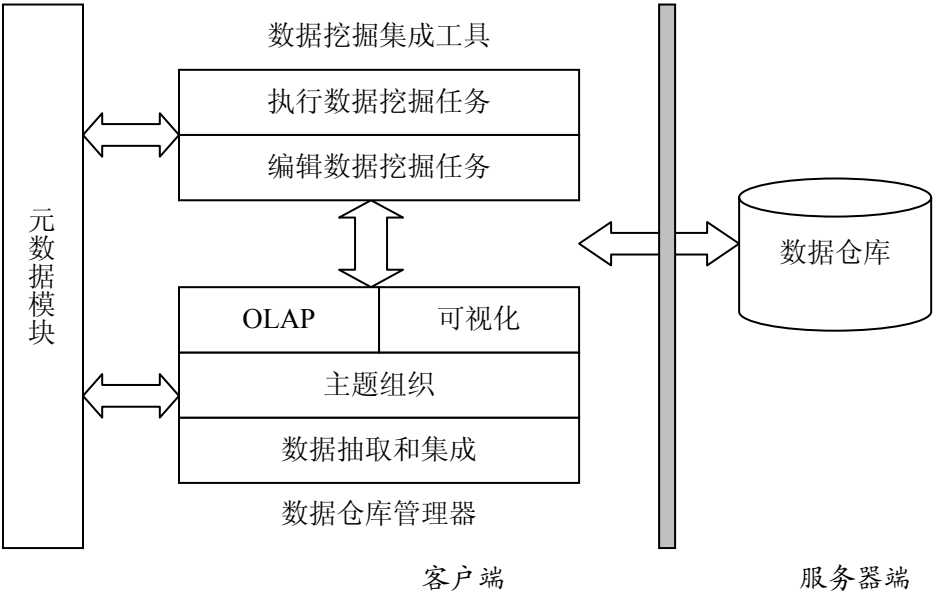 数据挖掘集成工具
执行数据挖掘任务
编辑数据挖掘任务
元数据模块
数据仓库
OLAP
可视化
主题组织
数据抽取和集成
数据仓库管理器
客户端
服务器端